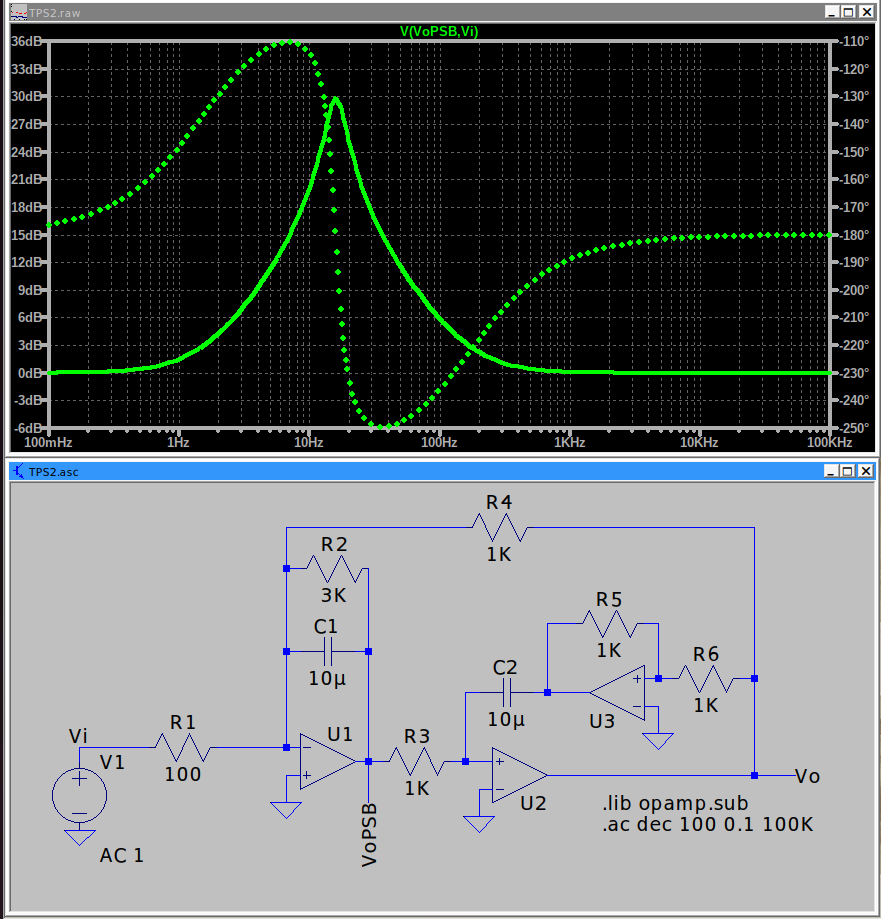 TPS2.raw
V(VoPSB,Vi)
36dB
33dB
30dB
27dB
24dB
21dB
18dB
15dB
12dB
9dB
6dB
3dB
0dB
-3dB
-6dB
-110°
-120°
-130°
-140°
-150°
-160°
-170°
-180°
-190°
-200°
-210°
-220°
-230°
-240°
-250°
100mHz 1Hz 10Hz 100Hz 1KHz 10KHz 100KHz
TPS2.asc
R4
1K
R2
3K
C1
10µ
R5
1K
R6
1K
C2
10µ
U3
Vi
V1
AC 1
R1
100
U1
R3
1K
U2
Vo
VoPSB
.lib opamp.sub
.ac dec 100 0.1 100K